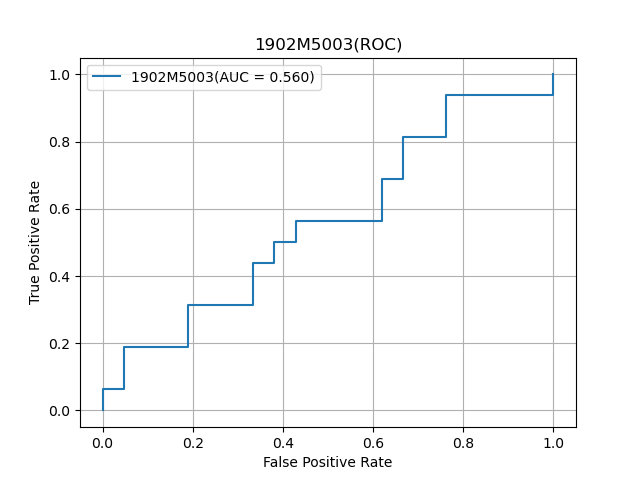 1902M5003(ROC)
1902M5003(AUC = 0.560)
True Positive Rate
1.0
0.8
0.6
0.4
0.2
0.0
0.0 0.2 0.4 0.6 0.8 1.0
False Positive Rate